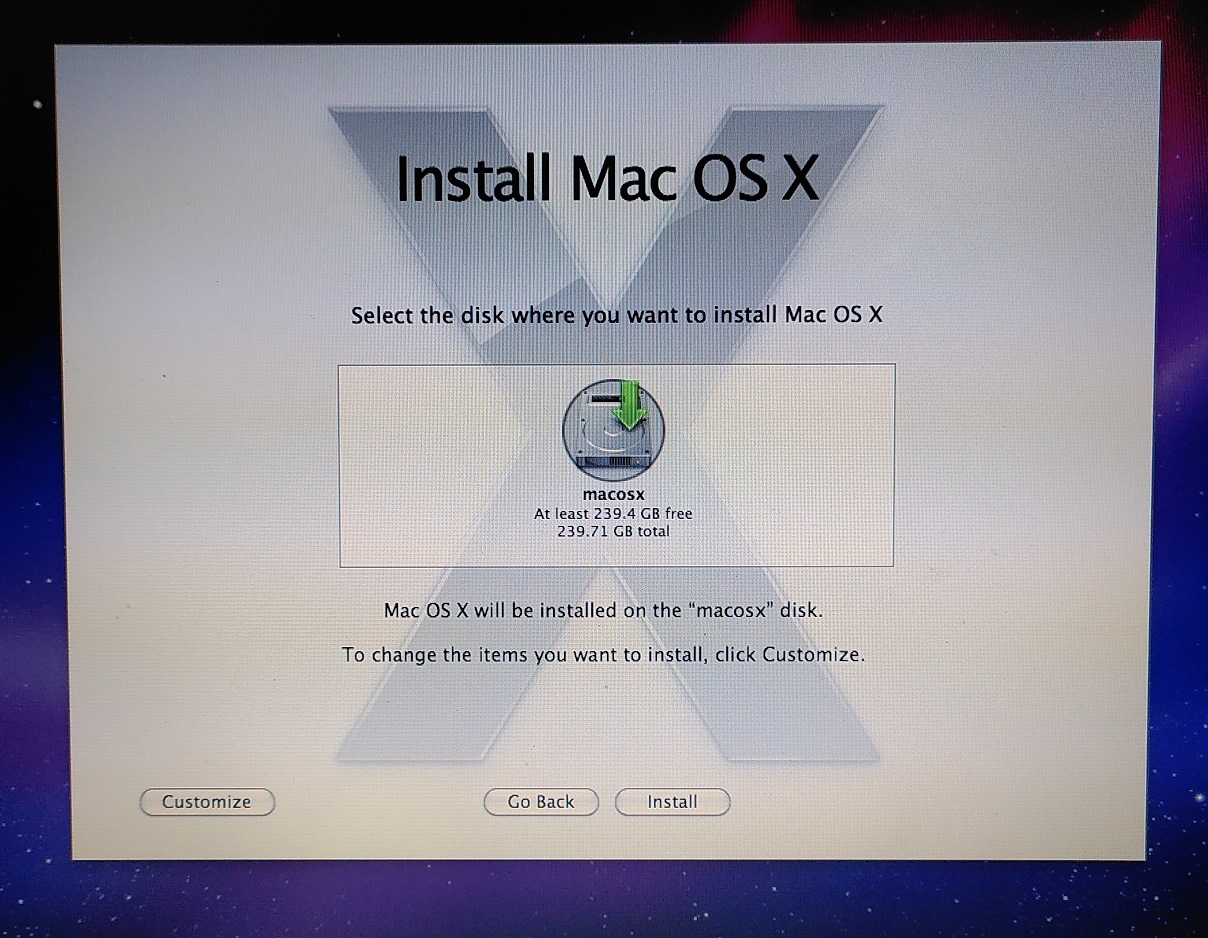 Install Mac OS X
Select the disk where you want to install Mac OS X
macosx
At least 239.4 GB free
239.71 GB total
Mac OS X will be installed on the “macosx” disk.
To change the items you want to install, click Customize.
Customize
Go Back
Install